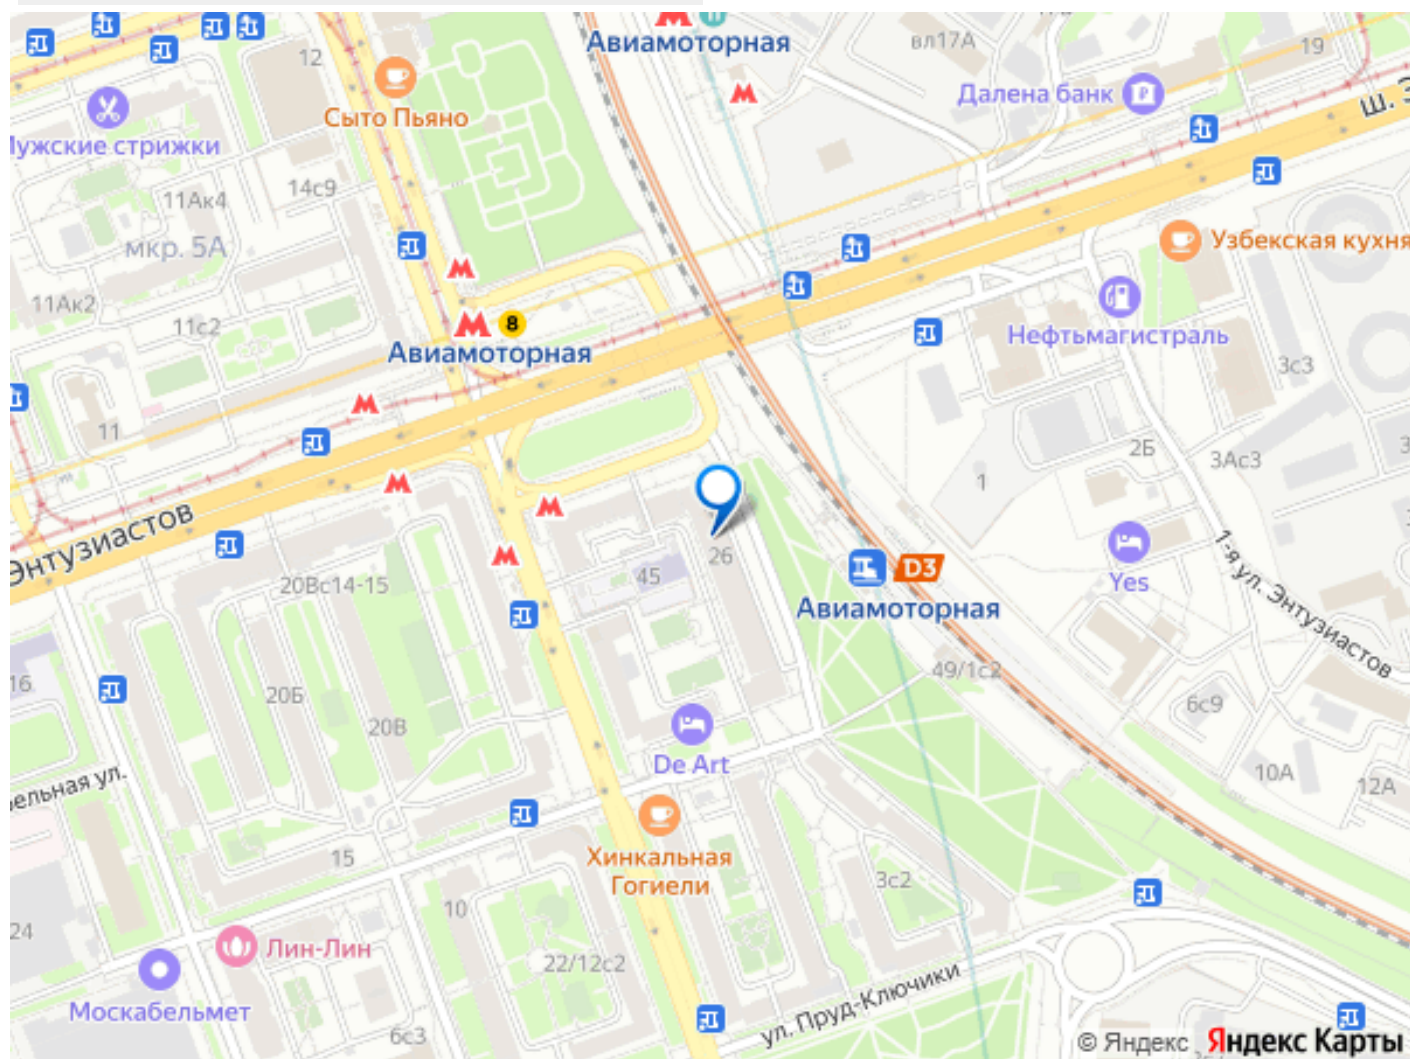 Авиамоторная
вл17А
19
12
Далена банк
Сыто Пьяно
ш. Э
Мужские стрижки
14с9
11Ак4
мкр. 5А
Узбекская кухня
11Ак2
11с2
8
Авиамоторная
Нефтьмагистраль
3с3
11
2Б
3Ас3
1
Энтузиастов
26
D3
45
20Вс14-15
Yes
1-я ул. Энтузиастов
Авиамоторная
49/1с2
16
20Б
20В
6с9
De Art
10А
12А
ельная ул.
15
Хинкальная
Гогиели
3с2
10
24
Лин-Лин
22/12с2
Москабельмет
ул. Пруд-Ключики
6с3
© Яндекс Яндекс Карты